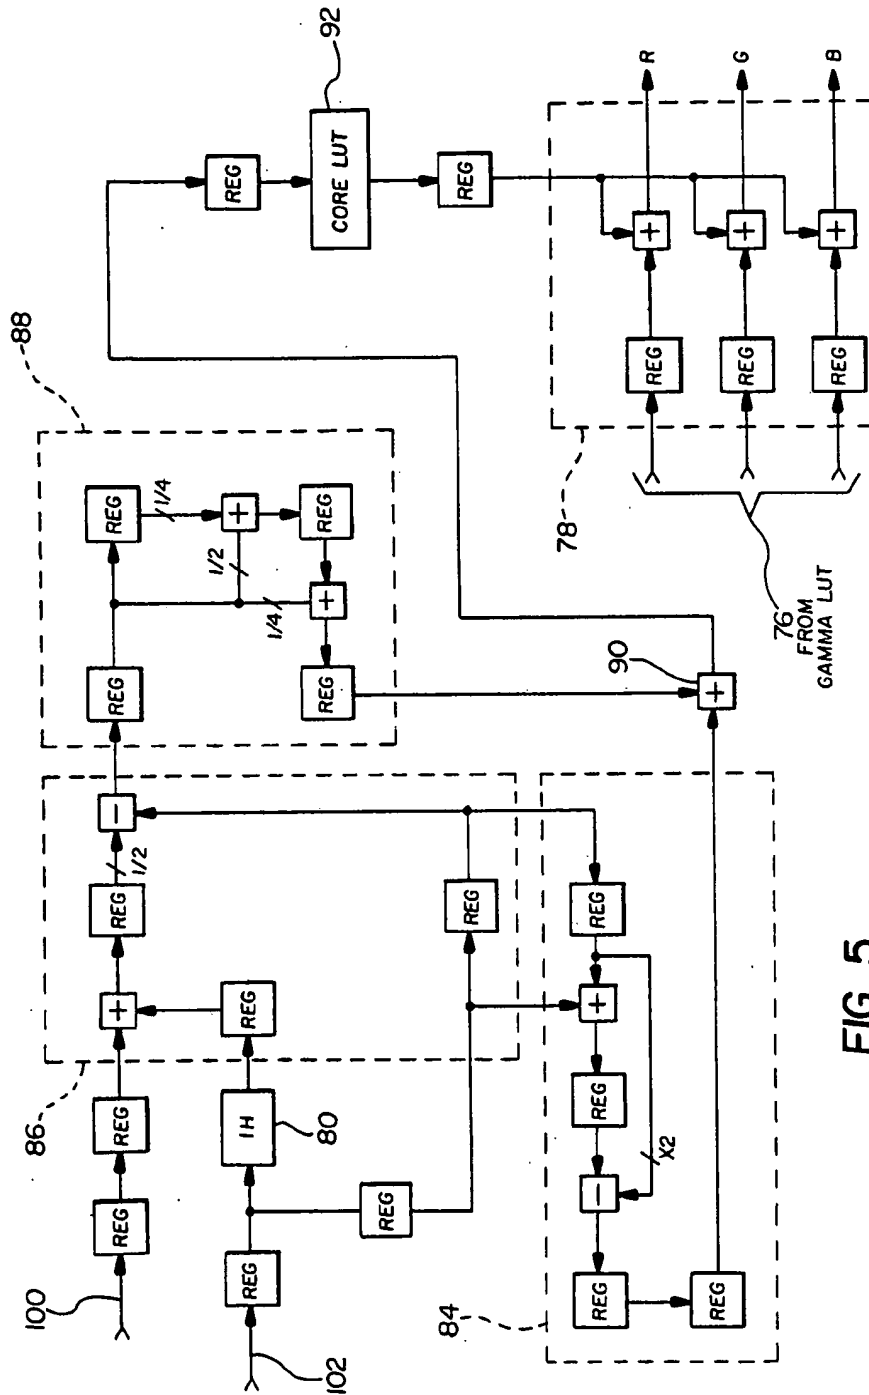 100
REG
REG
86
+
REG
1/2
−
88
REG
REG
1/4
+
1/2
REG
1/4
+
REG
102
REG
1H
80
REG
REG
REG
84
REG
+
REG
X2
−
REG
REG
90
+
REG
92
CORE LUT
REG
78
REG
+
R
REG
+
G
REG
+
B
76
FROM
GAMMA LUT
FIG. 5